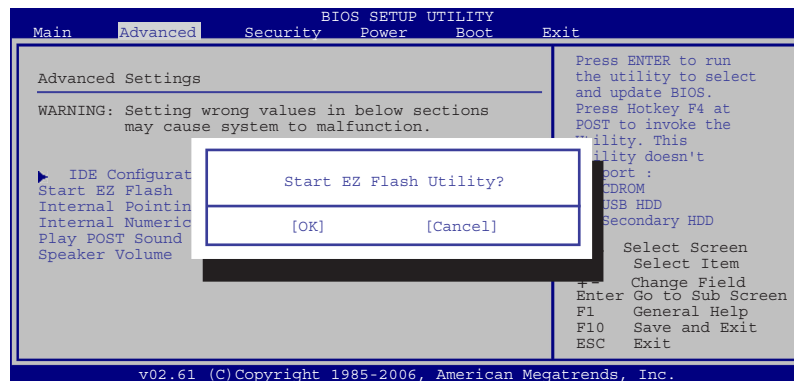 BIOS SETUP UTILITY
Main Advanced Security Power Boot Exit
Advanced Settings
WARNING: Setting wrong values in below sections
may cause system to malfunction.
IDE Configurat
Start EZ Flash
Internal Pointin
Internal Numeric
Play POST Sound
Speaker Volume
Start EZ Flash Utility?
[OK] [Cancel]
Press ENTER to run
the utility to select
and update BIOS.
Press Hotkey F4 at
POST to invoke the
tility. This
ility doesn't
port :
CDROM
USB HDD
Secondary HDD
Select Screen
Select Item
+- Change Field
Enter Go to Sub Screen
F1 General Help
F10 Save and Exit
ESC Exit
v02.61 (C)Copyright 1985-2006, American Megatrends, Inc.